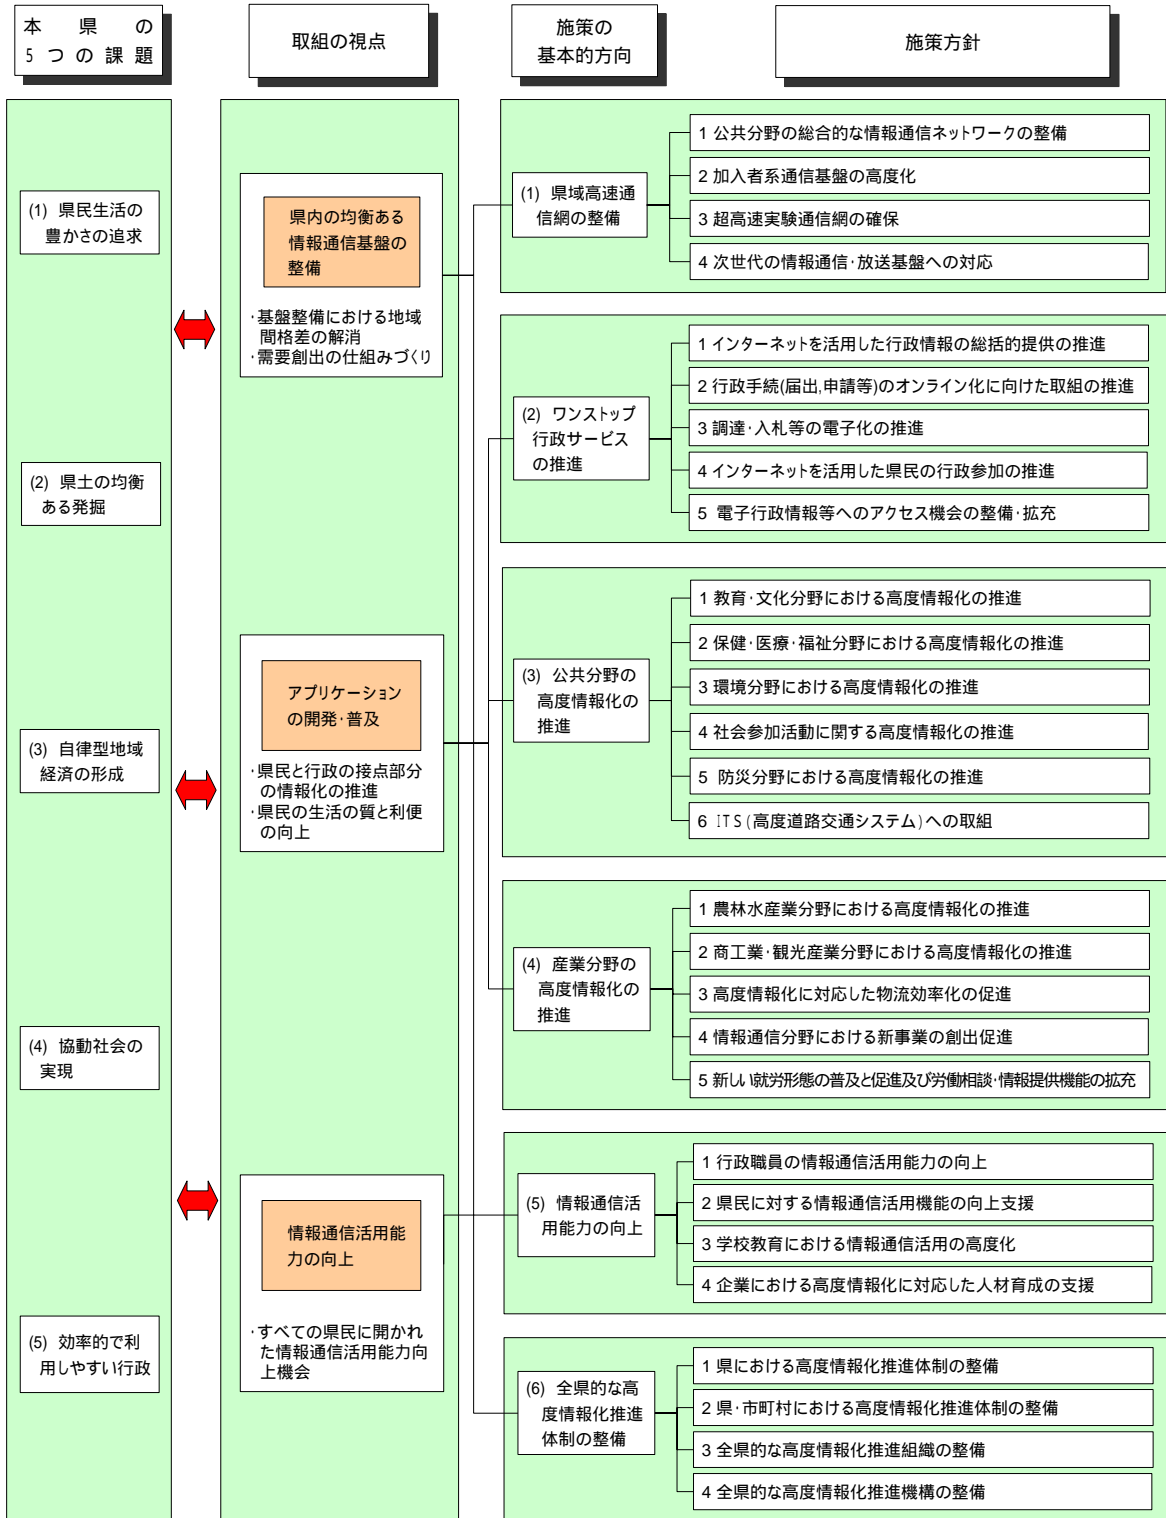 本県の
5つの課題
取組の視点
施策の
基本的方向
施策方針
(1) 県民生活の
豊かさの追求
(2) 県土の均衡
ある発掘
(3) 自律型地域
経済の形成
(4) 協動社会の
実現
(5) 効率的で利
用しやすい行政
県内の均衡ある
情報通信基盤の
整備
・基盤整備における地域
間格差の解消
・需要創出の仕組みづくり
アプリケーション
の開発・普及
・県民と行政の接点部分
の情報化の推進
・県民の生活の質と利便
の向上
情報通信活用能
力の向上
・すべての県民に開かれ
た情報通信活用能力向
上機会
(1) 県域高速通
信網の整備
1 公共分野の総合的な情報通信ネットワークの整備
2 加入者系通信基盤の高度化
3 超高速実験通信網の確保
4 次世代の情報通信・放送基盤への対応
(2) ワンストップ
行政サービス
の推進
1 インターネットを活用した行政情報の総括的提供の推進
2 行政手続(届出,申請等)のオンライン化に向けた取組の推進
3 調達・入札等の電子化の推進
4 インターネットを活用した県民の行政参加の推進
5 電子行政情報等へのアクセス機会の整備・拡充
(3) 公共分野の
高度情報化の
推進
1 教育・文化分野における高度情報化の推進
2 保健・医療・福祉分野における高度情報化の推進
3 環境分野における高度情報化の推進
4 社会参加活動に関する高度情報化の推進
5 防災分野における高度情報化の推進
6 ITS(高度道路交通システム)への取組
(4) 産業分野の
高度情報化の
推進
1 農林水産業分野における高度情報化の推進
2 商工業・観光産業分野における高度情報化の推進
3 高度情報化に対応した物流効率化の促進
4 情報通信分野における新事業の創出促進
5 新しい就労形態の普及と促進及び労働相談・情報提供機能の拡充
(5) 情報通信活
用能力の向上
1 行政職員の情報通信活用能力の向上
2 県民に対する情報通信活用機能の向上支援
3 学校教育における情報通信活用の高度化
4 企業における高度情報化に対応した人材育成の支援
(6) 全県的な高
度情報化推進
体制の整備
1 県における高度情報化推進体制の整備
2 県・市町村における高度情報化推進体制の整備
3 全県的な高度情報化推進組織の整備
4 全県的な高度情報化推進機構の整備